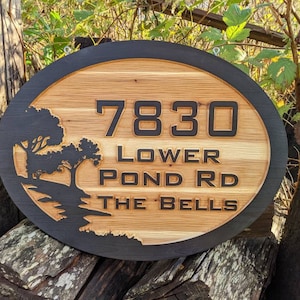 7830
LOWER
POND RD
THE BELLS